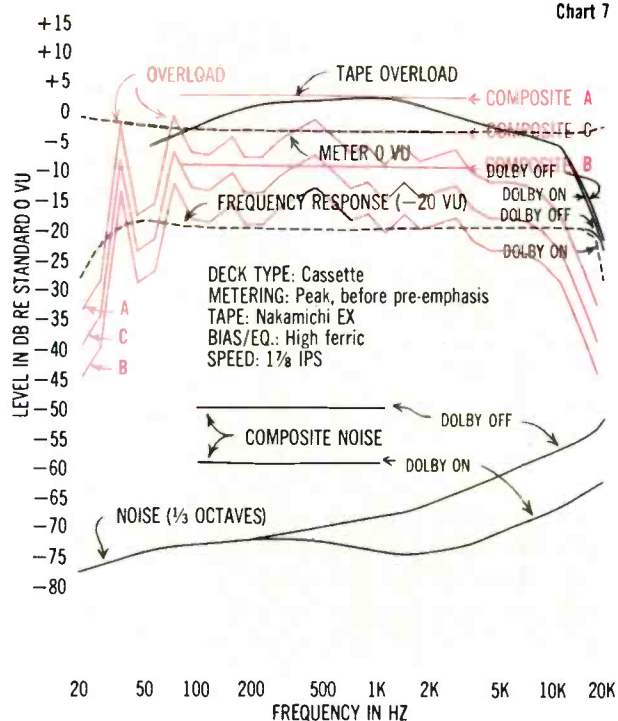 Chart 7
+15
+10
+5
0
−5
−10
−15
−20
−25
−30
−35
−40
−45
−50
−55
−60
−65
−70
−75
−80
LEVEL IN DB RE STANDARD 0 VU
OVERLOAD
TAPE OVERLOAD
COMPOSITE A
COMPOSITE C
METER 0 VU
COMPOSITE B
DOLBY OFF
DOLBY ON
FREQUENCY RESPONSE (−20 VU)
DOLBY OFF
DOLBY ON
DECK TYPE: Cassette
METERING: Peak, before pre-emphasis
TAPE: Nakamichi EX
BIAS/EQ.: High ferric
SPEED: 1⅞ IPS
A
C
B
DOLBY OFF
COMPOSITE NOISE
DOLBY ON
NOISE (⅓ OCTAVES)
20 50 100 200 500 1K 2K 5K 10K 20K
FREQUENCY IN HZ